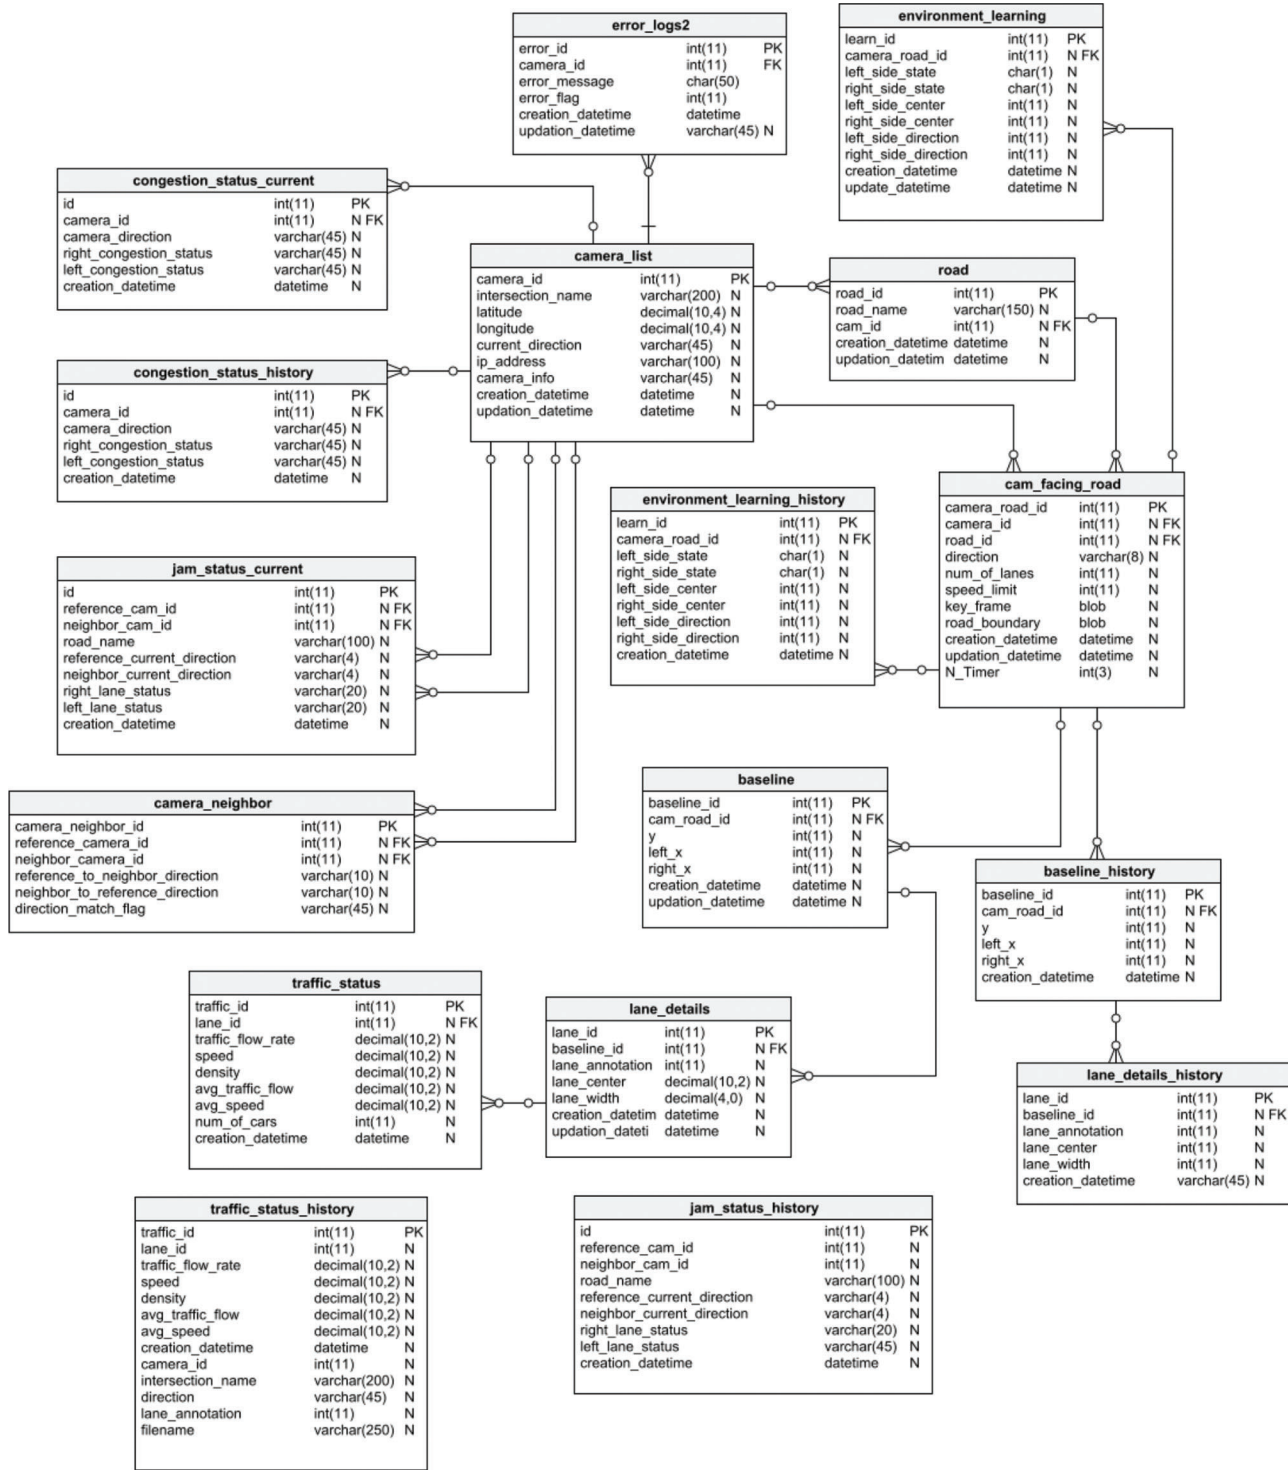 error_logs2
error_id int(11) PK
camera_id int(11) FK
error_message char(50)
error_flag int(11)
creation_datetime datetime
updation_datetime varchar(45) N
environment_learning
learn_id int(11) PK
camera_road_id int(11) N FK
left_side_state char(1) N
right_side_state char(1) N
left_side_center int(11) N
right_side_center int(11) N
left_side_direction int(11) N
right_side_direction int(11) N
creation_datetime datetime N
update_datetime datetime N
congestion_status_current
id int(11) PK
camera_id int(11) N FK
camera_direction varchar(45) N
right_congestion_status varchar(45) N
left_congestion_status varchar(45) N
creation_datetime datetime N
camera_list
camera_id int(11) PK
intersection_name varchar(200) N
latitude decimal(10,4) N
longitude decimal(10,4) N
current_direction varchar(45) N
ip_address varchar(100) N
camera_info varchar(45) N
creation_datetime datetime N
updation_datetime datetime N
road
road_id int(11) PK
road_name varchar(150) N
cam_id int(11) N FK
creation_datetime datetime N
updation_datetim datetime N
congestion_status_history
id int(11) PK
camera_id int(11) N FK
camera_direction varchar(45) N
right_congestion_status varchar(45) N
left_congestion_status varchar(45) N
creation_datetime datetime N
cam_facing_road
camera_road_id int(11) PK
camera_id int(11) N FK
road_id int(11) N FK
direction varchar(8) N
num_of_lanes int(11) N
speed_limit int(11) N
key_frame blob N
road_boundary blob N
creation_datetime datetime N
updation_datetime datetime N
N_Timer int(3) N
environment_learning_history
learn_id int(11) PK
camera_road_id int(11) N FK
left_side_state char(1) N
right_side_state char(1) N
left_side_center int(11) N
right_side_center int(11) N
left_side_direction int(11) N
right_side_direction int(11) N
creation_datetime datetime N
jam_status_current
id int(11) PK
reference_cam_id int(11) N FK
neighbor_cam_id int(11) N FK
road_name varchar(100) N
reference_current_direction varchar(4) N
neighbor_current_direction varchar(4) N
right_lane_status varchar(20) N
left_lane_status varchar(20) N
creation_datetime datetime N
camera_neighbor
camera_neighbor_id int(11) PK
reference_camera_id int(11) N FK
neighbor_camera_id int(11) N FK
reference_to_neighbor_direction varchar(10) N
neighbor_to_reference_direction varchar(10) N
direction_match_flag varchar(45) N
baseline
baseline_id int(11) PK
cam_road_id int(11) N FK
y int(11) N
left_x int(11) N
right_x int(11) N
creation_datetime datetime N
updation_datetime datetime N
baseline_history
baseline_id int(11) PK
cam_road_id int(11) N FK
y int(11) N
left_x int(11) N
right_x int(11) N
creation_datetime datetime N
traffic_status
traffic_id int(11) PK
lane_id int(11) N FK
traffic_flow_rate decimal(10,2) N
speed decimal(10,2) N
density decimal(10,2) N
avg_traffic_flow decimal(10,2) N
avg_speed decimal(10,2) N
num_of_cars int(11) N
creation_datetime datetime N
lane_details
lane_id int(11) PK
baseline_id int(11) N FK
lane_annotation int(11) N
lane_center decimal(10,2) N
lane_width decimal(4,0) N
creation_datetim datetime N
updation_dateti datetime N
lane_details_history
lane_id int(11) PK
baseline_id int(11) N FK
lane_annotation int(11) N
lane_center int(11) N
lane_width int(11) N
creation_datetime varchar(45) N
traffic_status_history
traffic_id int(11) PK
lane_id int(11) N
traffic_flow_rate decimal(10,2) N
speed decimal(10,2) N
density decimal(10,2) N
avg_traffic_flow decimal(10,2) N
avg_speed decimal(10,2) N
creation_datetime datetime N
camera_id int(11) N
intersection_name varchar(200) N
direction varchar(45) N
lane_annotation int(11) N
filename varchar(250) N
jam_status_history
id int(11) PK
reference_cam_id int(11) N
neighbor_cam_id int(11) N
road_name varchar(100) N
reference_current_direction varchar(4) N
neighbor_current_direction varchar(4) N
right_lane_status varchar(20) N
left_lane_status varchar(45) N
creation_datetime datetime N